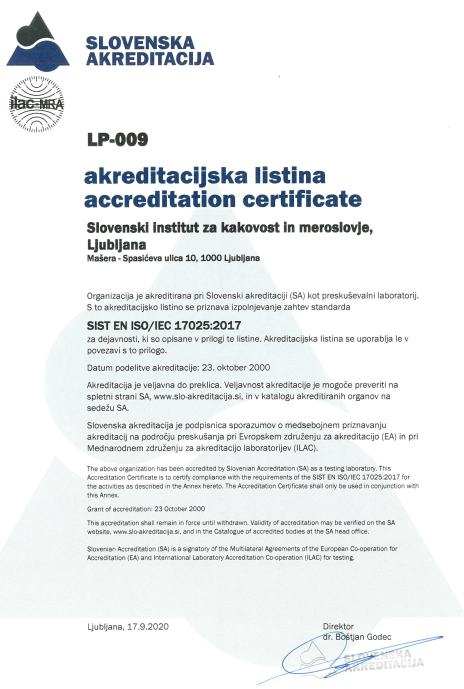 SLOVENSKA
AKREDITACIJA
ilac-MRA
LP-009
akreditacijska listina
accreditation certificate
Slovenski institut za kakovost in meroslovje,
Ljubljana
Mašera - Spasićeva ulica 10, 1000 Ljubljana
Organizacija je akreditirana pri Slovenski akreditaciji (SA) kot preskuševalni laboratorij.
S to akreditacijsko listino se priznava izpolnjevanje zahtev standarda
SIST EN ISO/IEC 17025:2017
za dejavnosti, ki so opisane v prilogi te listine. Akreditacijska listina se uporablja le v
povezavi s to prilogo.
Datum podelitve akreditacije: 23. oktober 2000
Akreditacija je veljavna do preklica. Veljavnost akreditacije je mogoče preveriti na
spletni strani SA, www.slo-akreditacija.si, in v katalogu akreditiranih organov na
sedežu SA.
Slovenska akreditacija je podpisnica sporazumov o medsebojnem priznavanju
akreditacij na področju preskušanja pri Evropskem združenju za akreditacijo (EA) in pri
Mednarodnem združenju za akreditacijo laboratorijev (ILAC).
The above organization has been accredited by Slovenian Accreditation (SA) as a testing laboratory. This
Accreditation Certificate is to certify compliance with the requirements of the SIST EN ISO/IEC 17025:2017 for
the activities as described in the Annex hereto. The Accreditation Certificate shall only be used in conjunction with
this Annex.
Grant of accreditation: 23 October 2000
This accreditation shall remain in force until withdrawn. Validity of accreditation may be verified on the SA
website, www.slo-akreditacija.si, and in the Catalogue of accredited bodies at the SA head office.
Slovenian Accreditation (SA) is a signatory of the Multilateral Agreements of the European Co-operation for
Accreditation (EA) and International Laboratory Accreditation Co-operation (ILAC) for testing.
Ljubljana, 17.9.2020
Direktor
dr. Boštjan Godec
SLOVENSKA
AKREDITACIJA